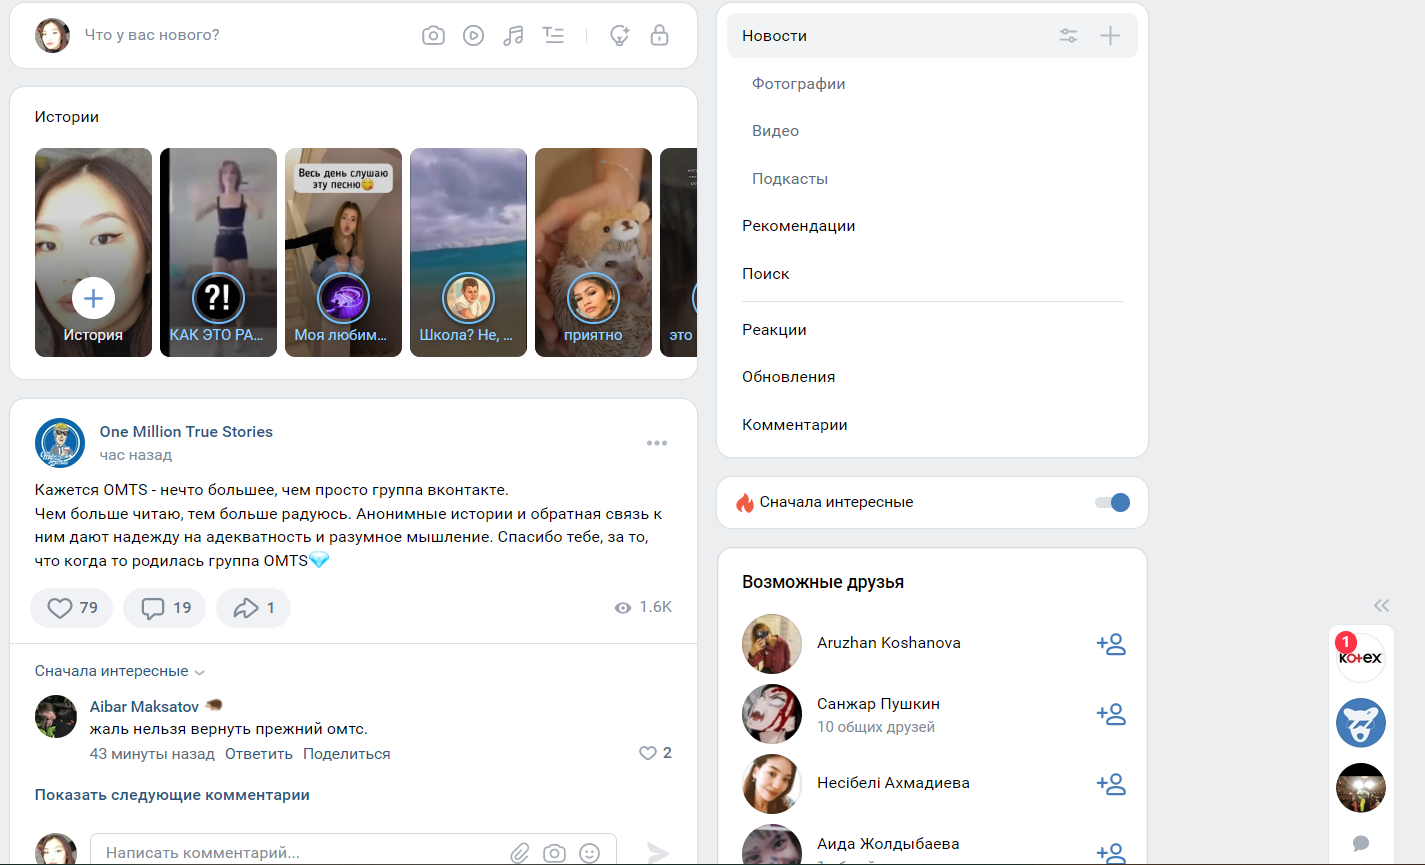 Что у вас нового?
Истории
Весь день слушаю
эту песню😋
История
?!
КАК ЭТО РА...
Моя любим...
Школа? Не, ...
приятно
это
One Million True Stories
час назад
Кажется OMTS - нечто большее, чем просто группа вконтакте.
Чем больше читаю, тем больше радуюсь. Анонимные истории и обратная связь к
ним дают надежду на адекватность и разумное мышление. Спасибо тебе, за то,
что когда то родилась группа OMTS💎
79
19
1
1.6K
Сначала интересные
Aibar Maksatov 🦔
жаль нельзя вернуть прежний омтс.
43 минуты назад Ответить Поделиться
2
Показать следующие комментарии
Написать комментарий...
Новости
Фотографии
Видео
Подкасты
Рекомендации
Поиск
Реакции
Обновления
Комментарии
Сначала интересные
Возможные друзья
Aruzhan Koshanova
Санжар Пушкин
10 общих друзей
Несібелі Ахмадиева
Аида Жолдыбаева
1
kotex